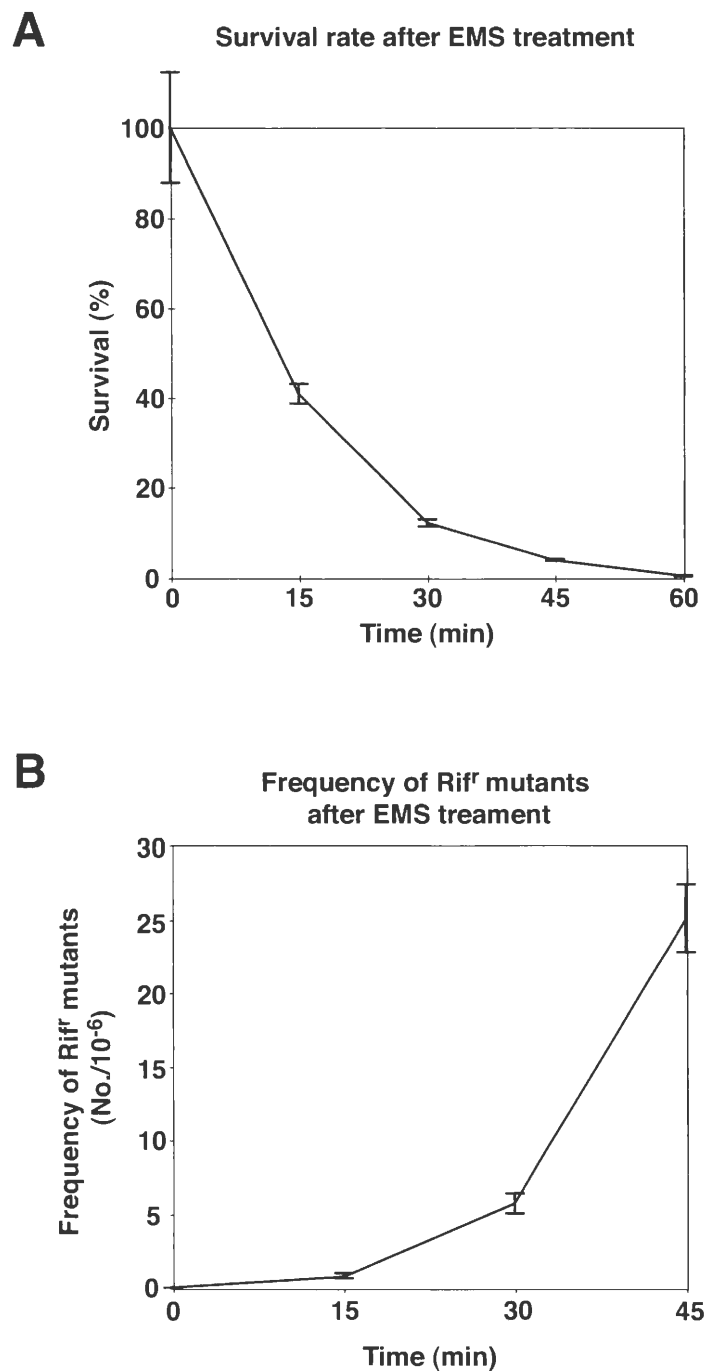 A
Survival rate after EMS treatment
100
80
60
40
20
0
Survival (%)
0 15 30 45 60
Time (min)
B
Frequency of Rifʳ mutants
after EMS treament
30
25
20
15
10
5
0
Frequency of Rifʳ mutants
(No./10⁻⁶)
0 15 30 45
Time (min)